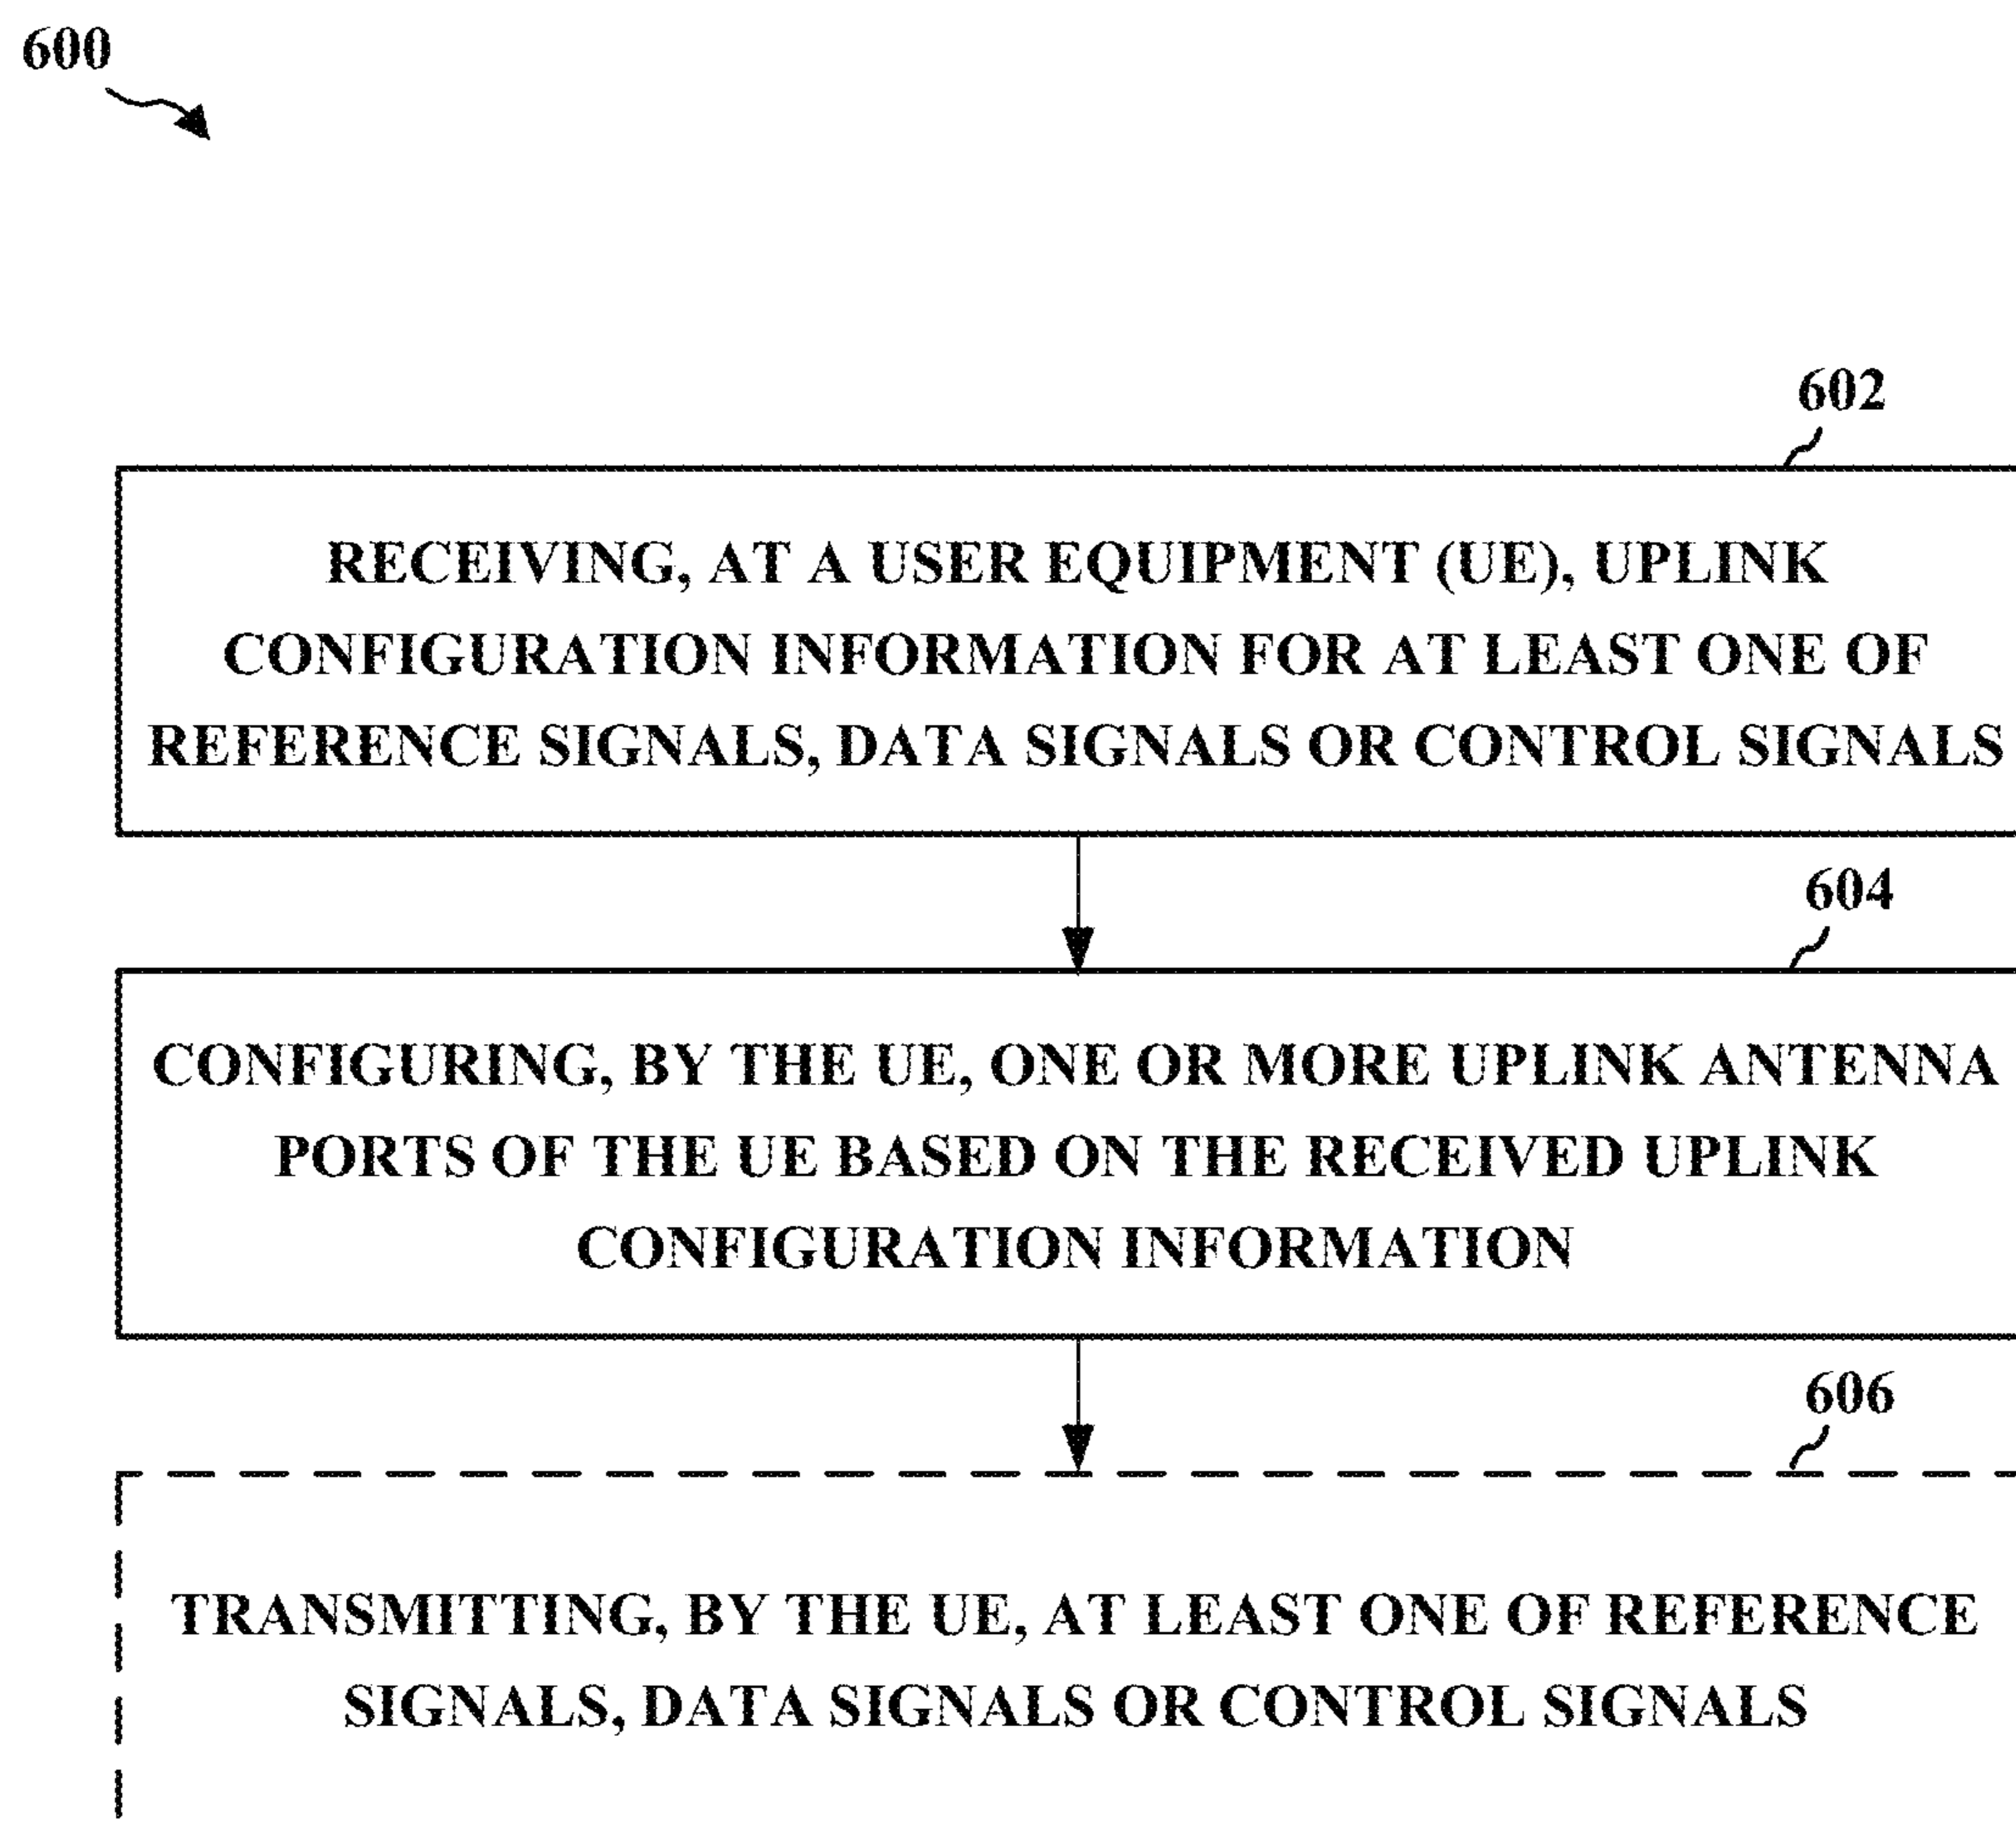 600
602
RECEIVING, AT A USER EQUIPMENT (UE), UPLINK
CONFIGURATION INFORMATION FOR AT LEAST ONE OF
REFERENCE SIGNALS, DATA SIGNALS OR CONTROL SIGNALS
604
CONFIGURING, BY THE UE, ONE OR MORE UPLINK ANTENNA
PORTS OF THE UE BASED ON THE RECEIVED UPLINK
CONFIGURATION INFORMATION
606
TRANSMITTING, BY THE UE, AT LEAST ONE OF REFERENCE
SIGNALS, DATA SIGNALS OR CONTROL SIGNALS